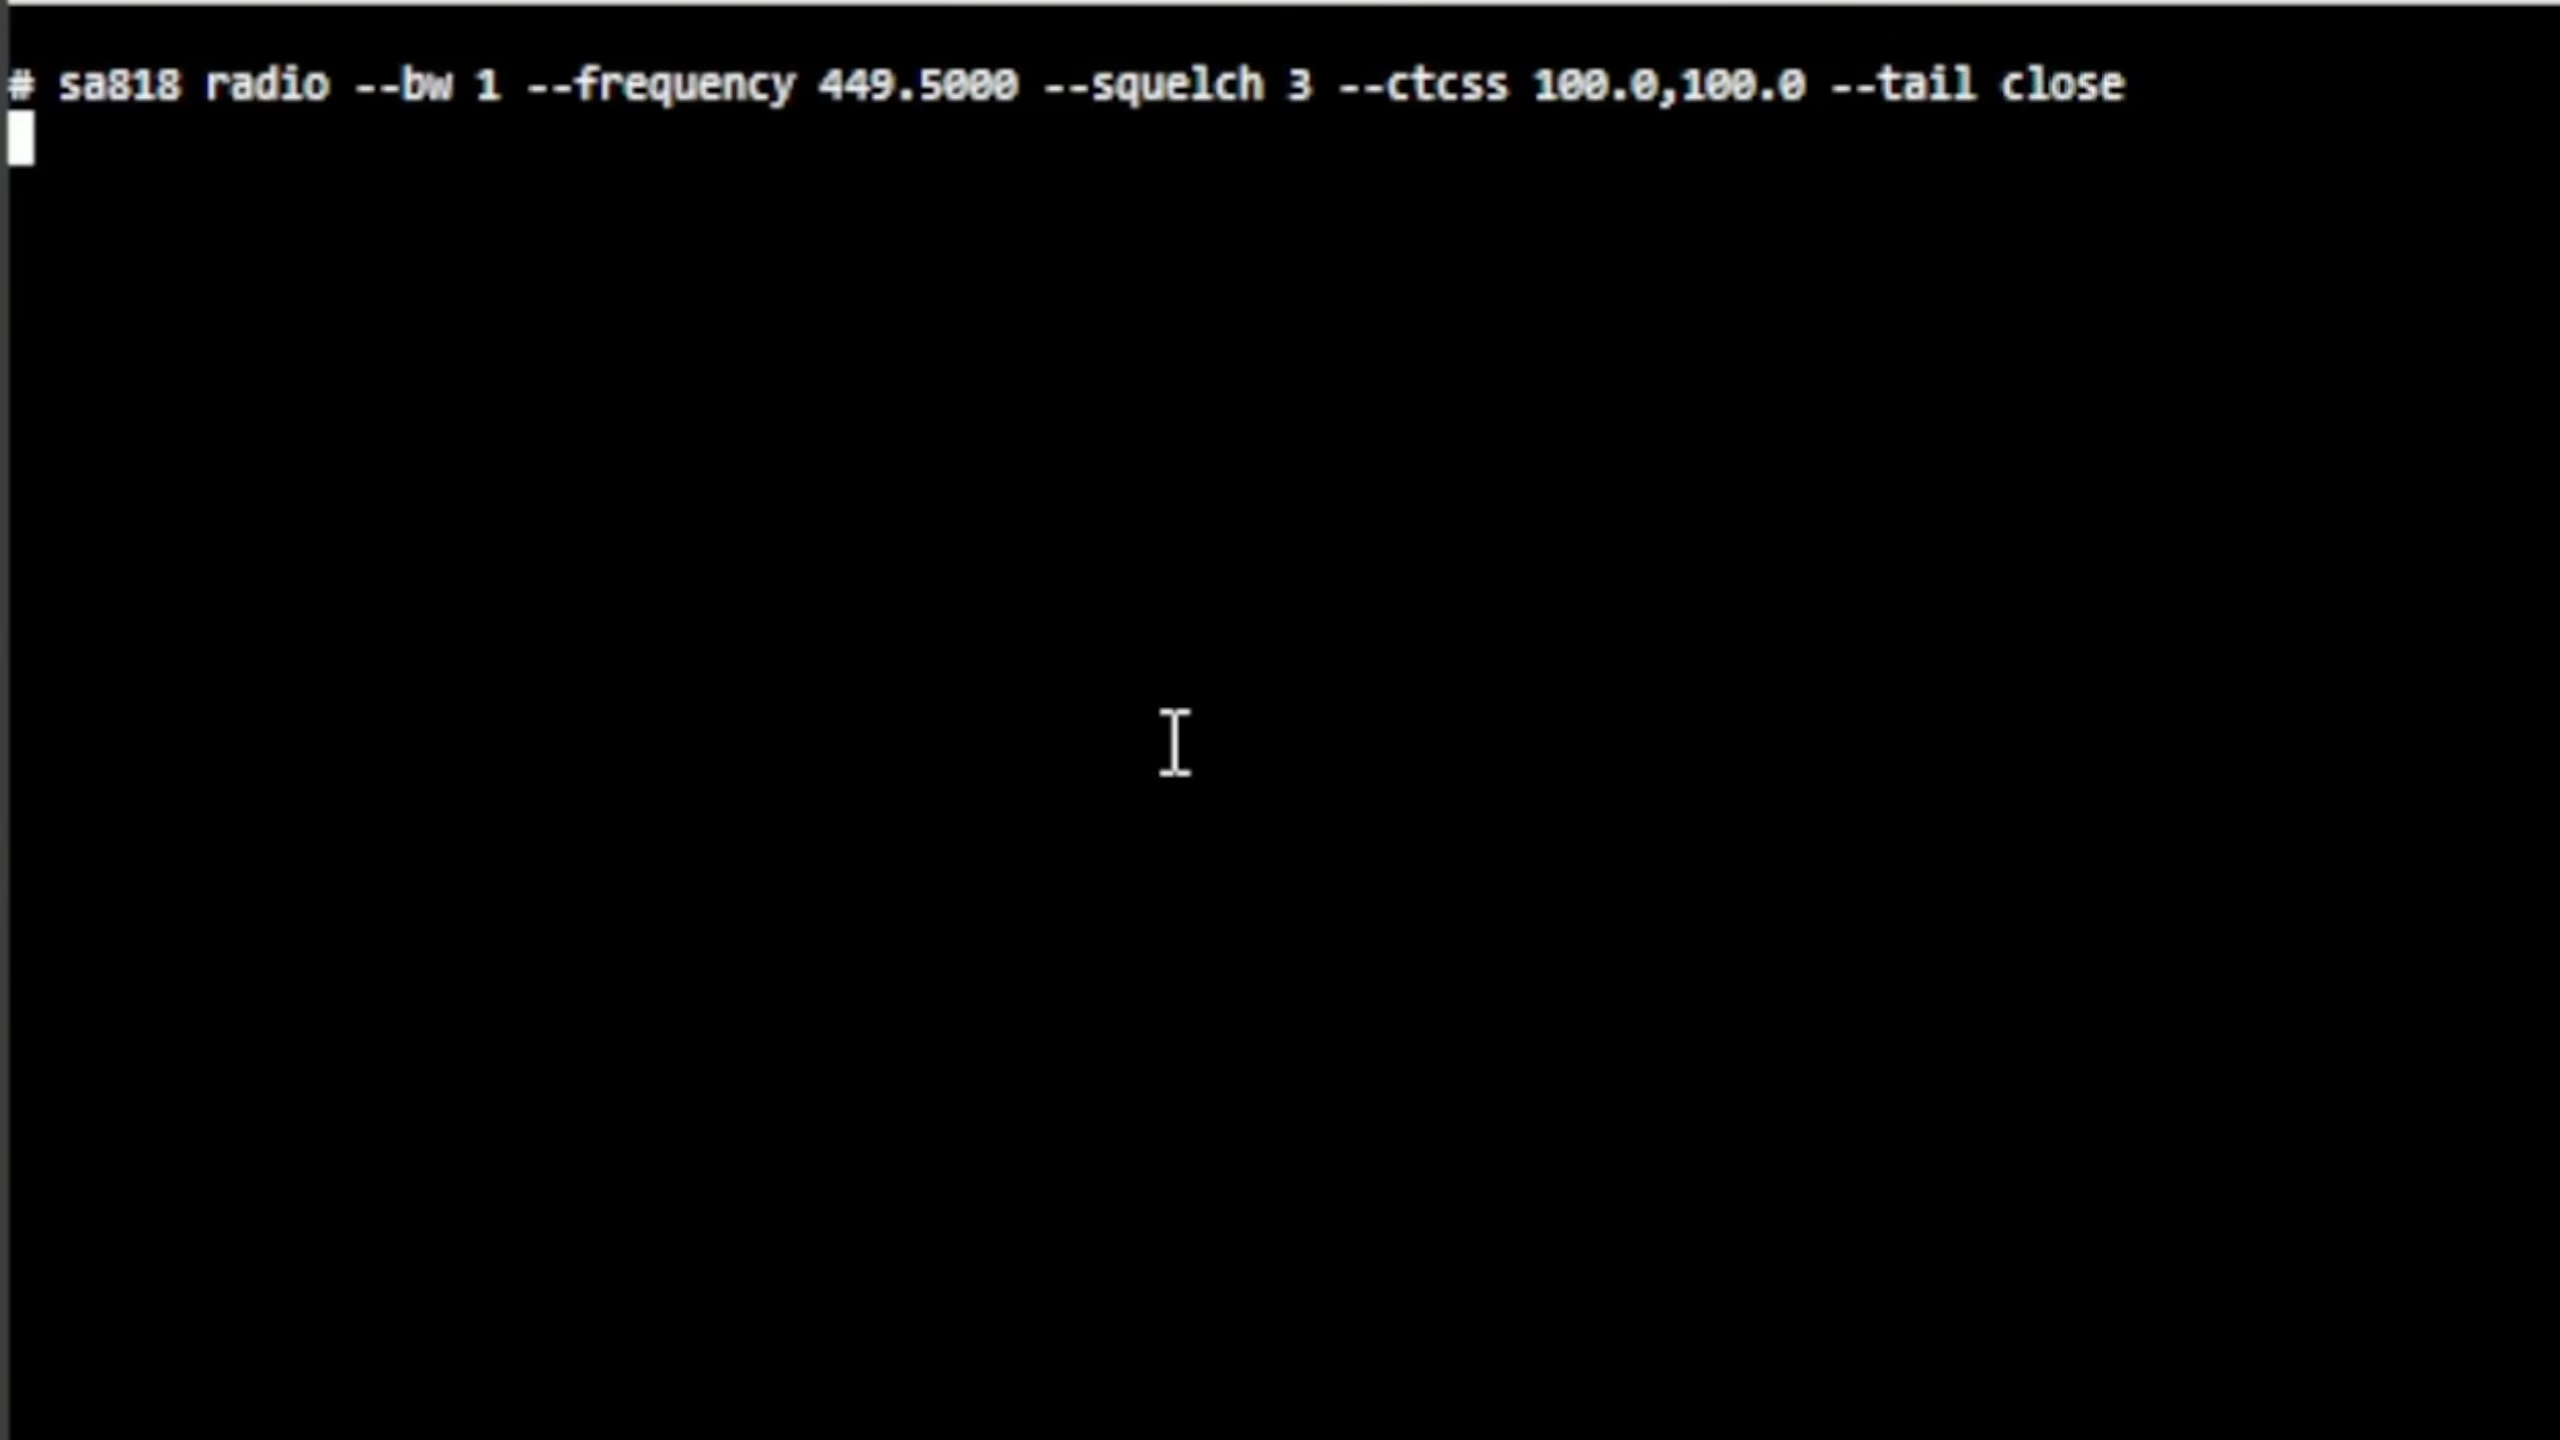 # sa818 radio --bw 1 --frequency 449.5000 --squelch 3 --ctcss 100.0,100.0 --tail close